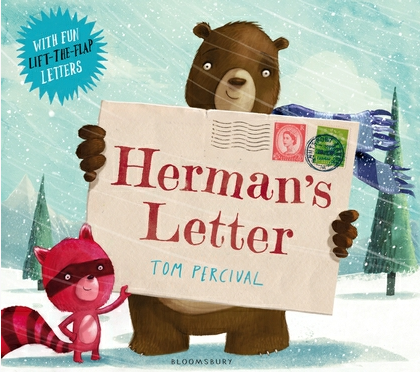 WITH FUN
LIFT-THE-FLAP
LETTERS
Herman's
Letter
TOM PERCIVAL
BLOOMSBURY